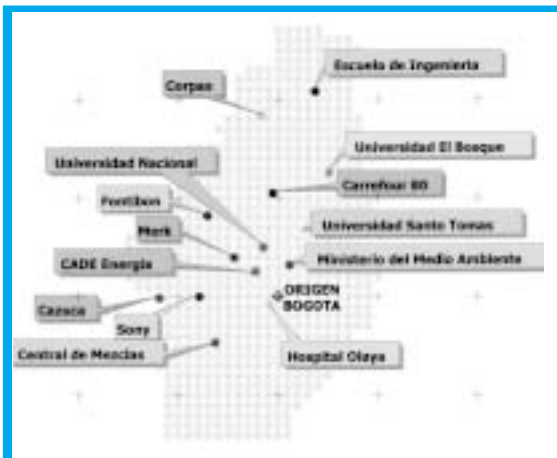 Escuela de Ingenieria
Corpas
Universidad El Bosque
Universidad Nacional
Carrefour 80
Fontibon
Universidad Santo Tomas
Merk
CADE Energia
Ministerio del Medio Ambiente
ORIGEN
BOGOTA
Cazuca
Sony
Central de Mezclas
Hospital Olaya